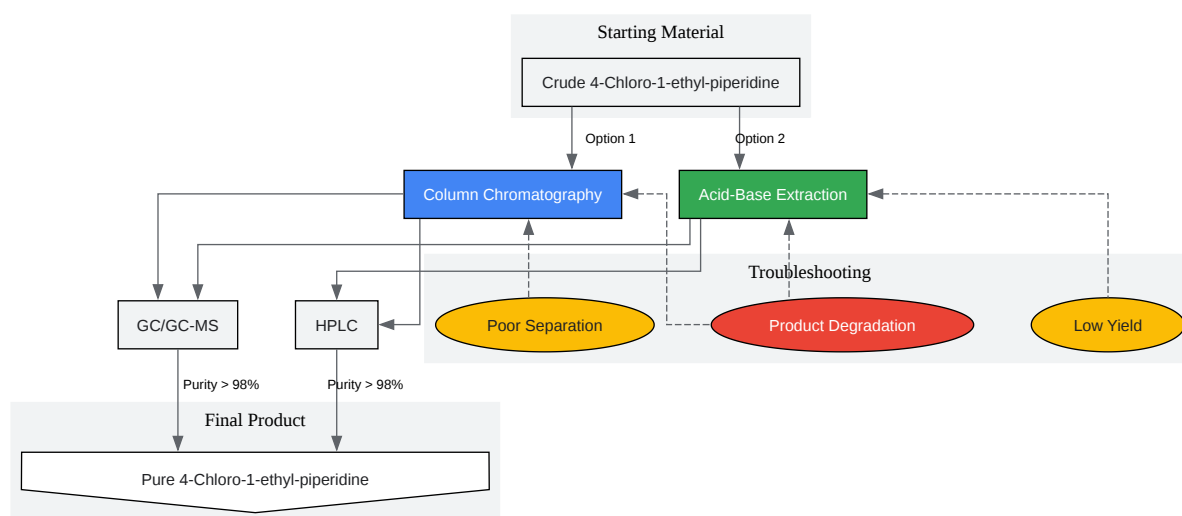 Starting Material
Crude 4-Chloro-1-ethyl-piperidine
Option 1
Option 2
Column Chromatography
Acid-Base Extraction
Troubleshooting
GC/GC-MS
HPLC
Poor Separation
Product Degradation
Low Yield
Purity > 98%
Purity > 98%
Final Product
Pure 4-Chloro-1-ethyl-piperidine